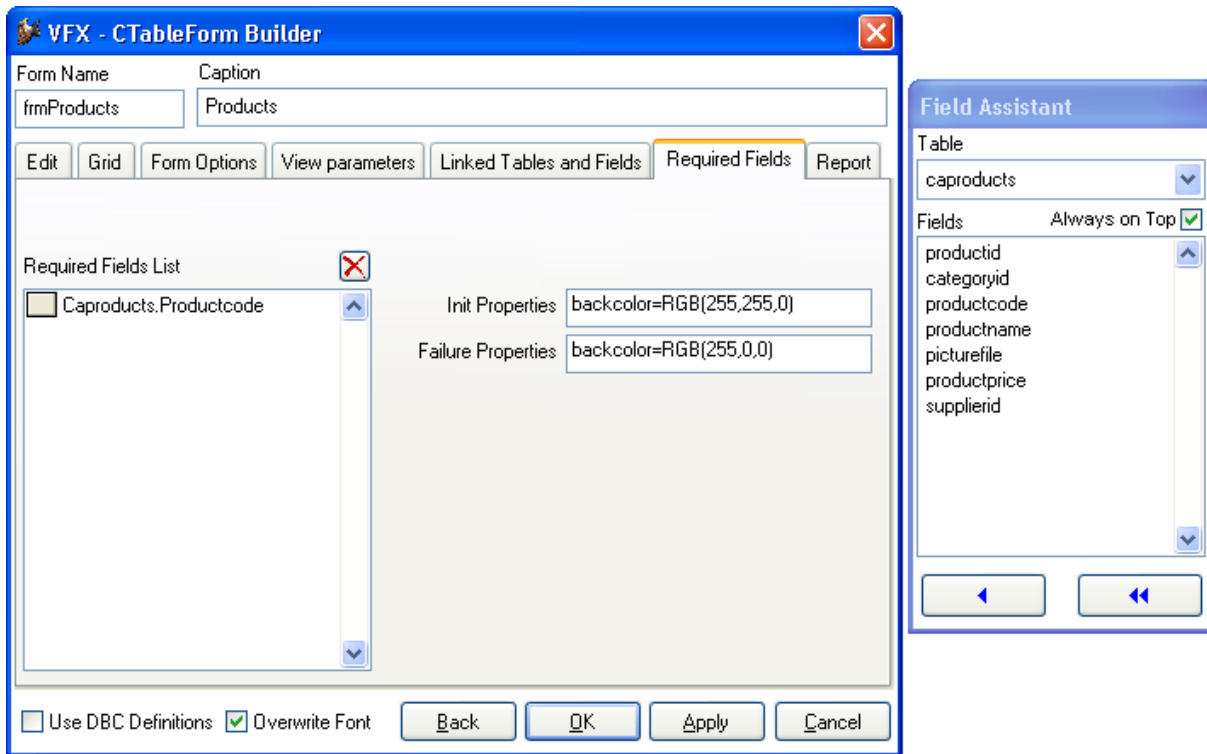 VFX - CTableForm Builder
Form Name
Caption
frmProducts
Products
Edit
Grid
Form Options
View parameters
Linked Tables and Fields
Required Fields
Report
Required Fields List
Caproducts.Productcode
Init Properties
backcolor=RGB(255,255,0)
Failure Properties
backcolor=RGB(255,0,0)
Use DBC Definitions
Overwrite Font
Back
OK
Apply
Cancel
Field Assistant
Table
caproducts
Fields
Always on Top
productid
categoryid
productcode
productname
picturefile
productprice
supplierid